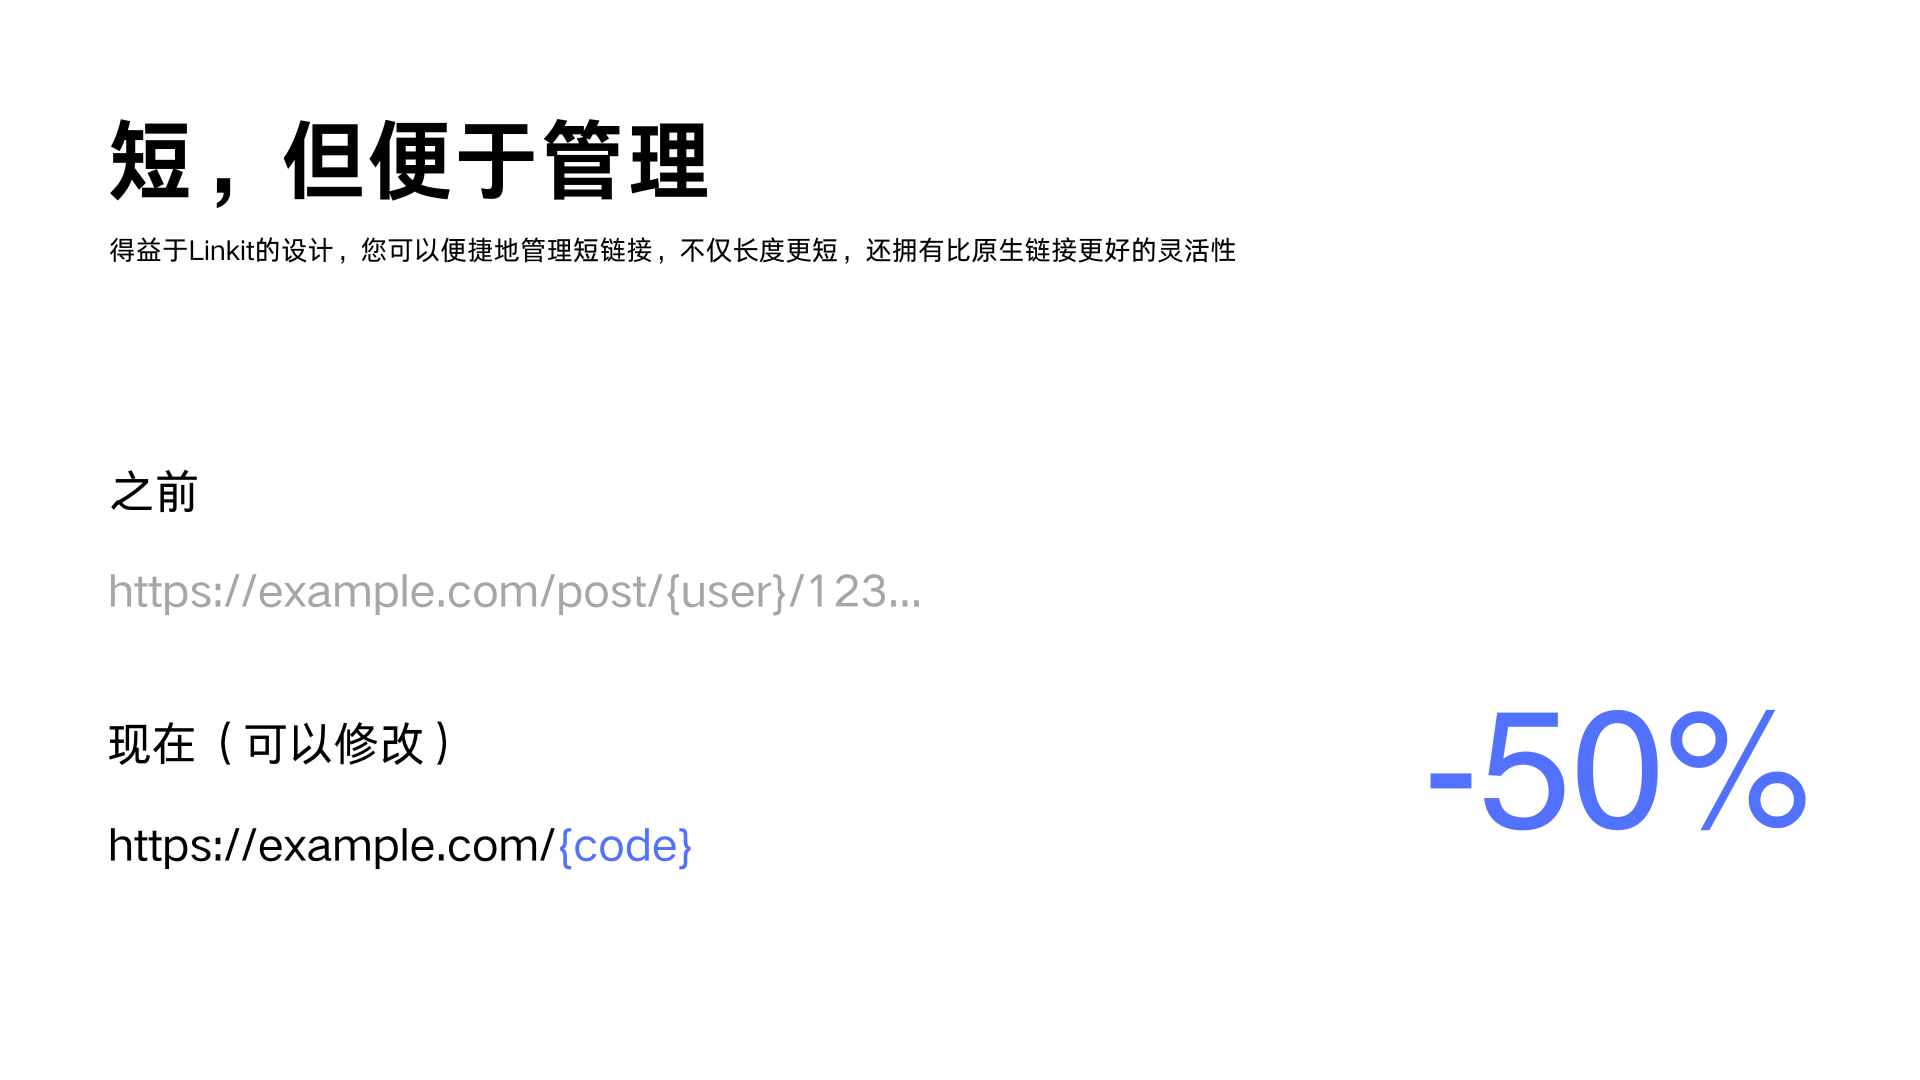 短，但便于管理
得益于Linkit的设计，您可以便捷地管理短链接，不仅长度更短，还拥有比原生链接更好的灵活性
之前
https://example.com/post/{user}/123...
现在（可以修改）
https://example.com/{code}
-50%